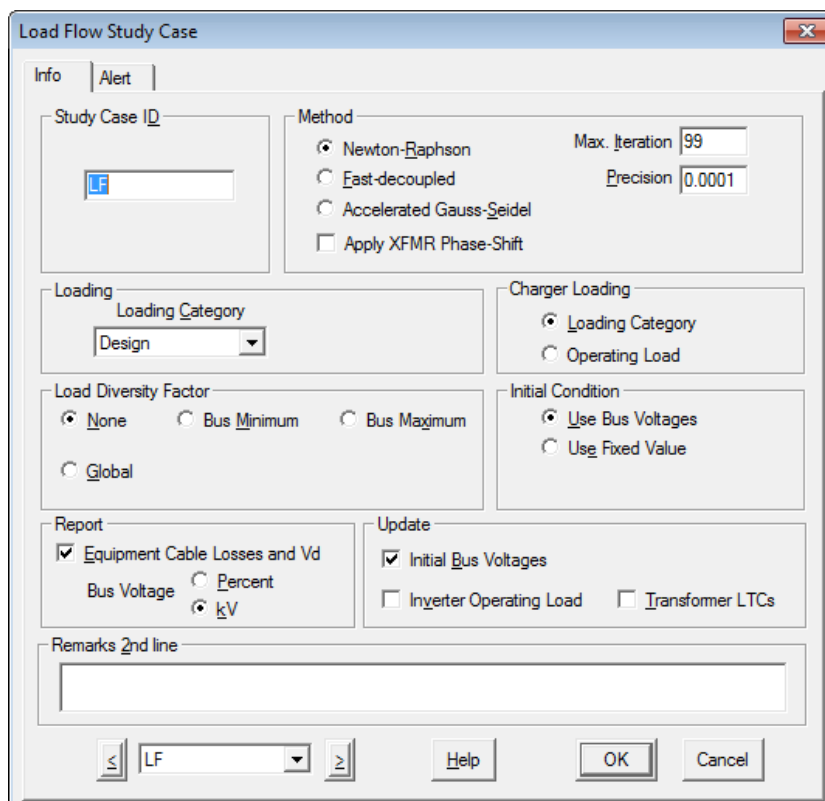 Load Flow Study Case
Info
Alert
Study Case ID
LF
Method
Newton-Raphson
Fast-decoupled
Accelerated Gauss-Seidel
Apply XFMR Phase-Shift
Max. Iteration 99
Precision 0.0001
Loading
Loading Category
Design
Charger Loading
Loading Category
Operating Load
Load Diversity Factor
None Bus Minimum Bus Maximum
Global
Initial Condition
Use Bus Voltages
Use Fixed Value
Report
Equipment Cable Losses and Vd
Bus Voltage
Percent
kV
Update
Initial Bus Voltages
Inverter Operating Load Transformer LTCs
Remarks 2nd line
< LF > Help OK Cancel